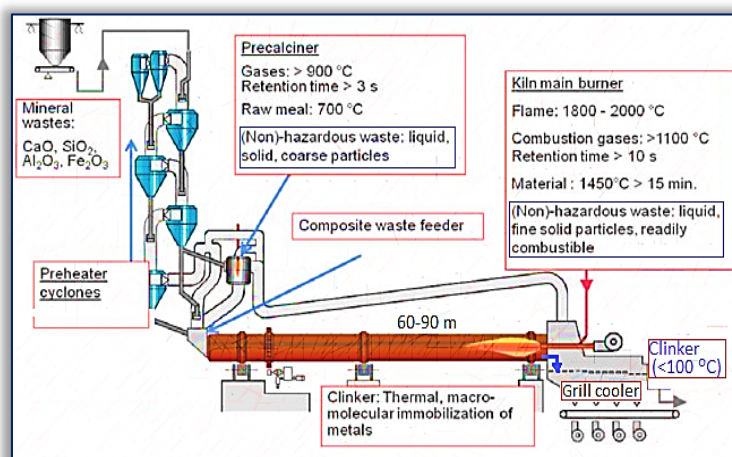 Mineral wastes:
CaO, SiO2,
Al2O3, Fe2O3
Preheater
cyclones
Precalciner
Gases: > 900 °C
Retention time > 3 s
Raw meal: 700 °C
(Non)-hazardous waste: liquid,
solid, coarse particles
Composite waste feeder
Kiln main burner
Flame: 1800 - 2000 °C
Combustion gases: >1100 °C
Retention time > 10 s
Material : 1450°C > 15 min.
(Non)-hazardous waste: liquid,
fine solid particles, readily
combustible
60-90 m
Clinker
(<100 °C)
Grill cooler
Clinker: Thermal, macro-
molecular immobilization of
metals